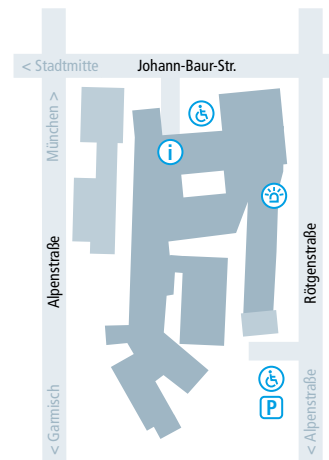 < Stadtmitte
Johann-Baur-Str.
München >
i
Alpenstraße
Rötgenstraße
< Garmisch
< Alpenstraße
P